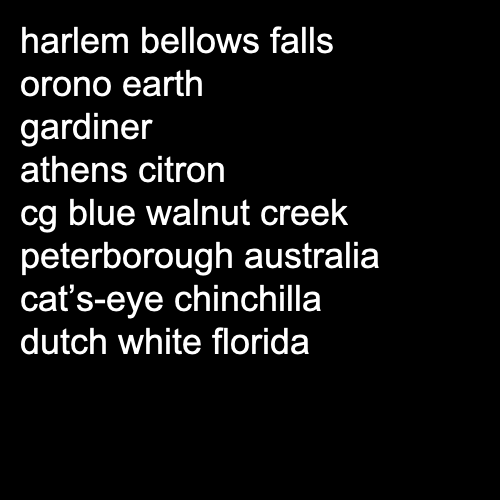 harlem bellows falls
orono earth
gardiner
athens citron
cg blue walnut creek
peterborough australia
cat’s-eye chinchilla
dutch white florida